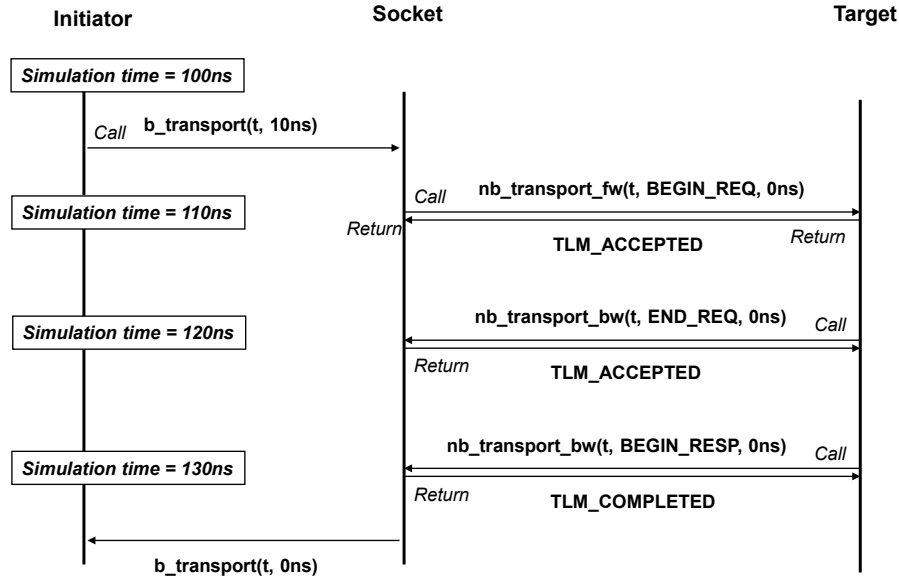 Initiator
Socket
Target
Simulation time = 100ns
Call
b_transport(t, 10ns)
nb_transport_fw(t, BEGIN_REQ, 0ns)
Call
Simulation time = 110ns
Return
TLM_ACCEPTED
Return
nb_transport_bw(t, END_REQ, 0ns)
Call
Simulation time = 120ns
Return
TLM_ACCEPTED
nb_transport_bw(t, BEGIN_RESP, 0ns)
Call
Simulation time = 130ns
Return
TLM_COMPLETED
b_transport(t, 0ns)